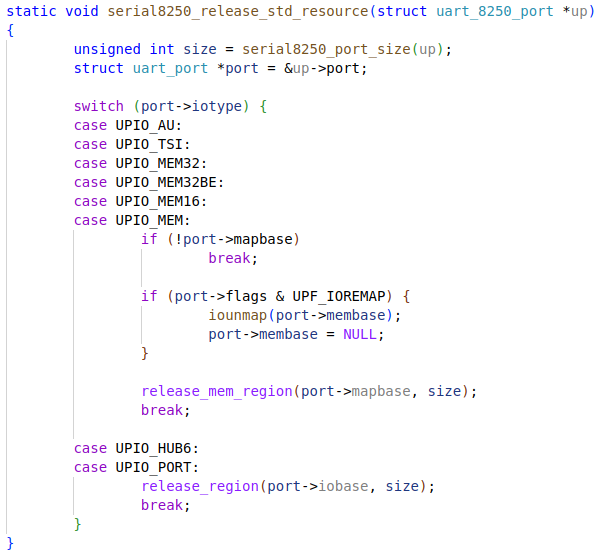 static void serial8250_release_std_resource(struct uart_8250_port *up)
{
        unsigned int size = serial8250_port_size(up);
        struct uart_port *port = &up->port;

        switch (port->iotype) {
        case UPIO_AU:
        case UPIO_TSI:
        case UPIO_MEM32:
        case UPIO_MEM32BE:
        case UPIO_MEM16:
        case UPIO_MEM:
                if (!port->mapbase)
                        break;

                if (port->flags & UPF_IOREMAP) {
                        iounmap(port->membase);
                        port->membase = NULL;
                }

                release_mem_region(port->mapbase, size);
                break;

        case UPIO_HUB6:
        case UPIO_PORT:
                release_region(port->iobase, size);
                break;
        }
}